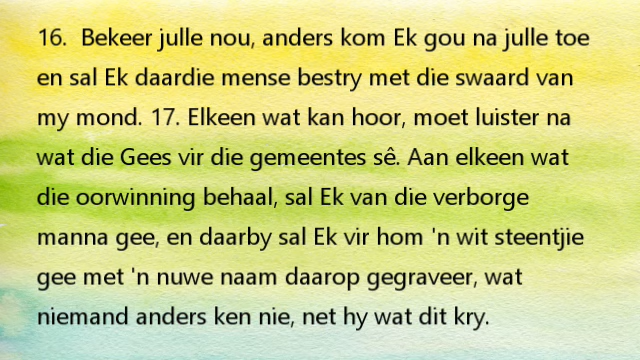 16.  Bekeer julle nou, anders kom Ek gou na julle toe
en sal Ek daardie mense bestry met die swaard van
my mond. 17. Elkeen wat kan hoor, moet luister na
wat die Gees vir die gemeentes sê. Aan elkeen wat
die oorwinning behaal, sal Ek van die verborge
manna gee, en daarby sal Ek vir hom 'n wit steentjie
gee met 'n nuwe naam daarop gegraveer, wat
niemand anders ken nie, net hy wat dit kry.